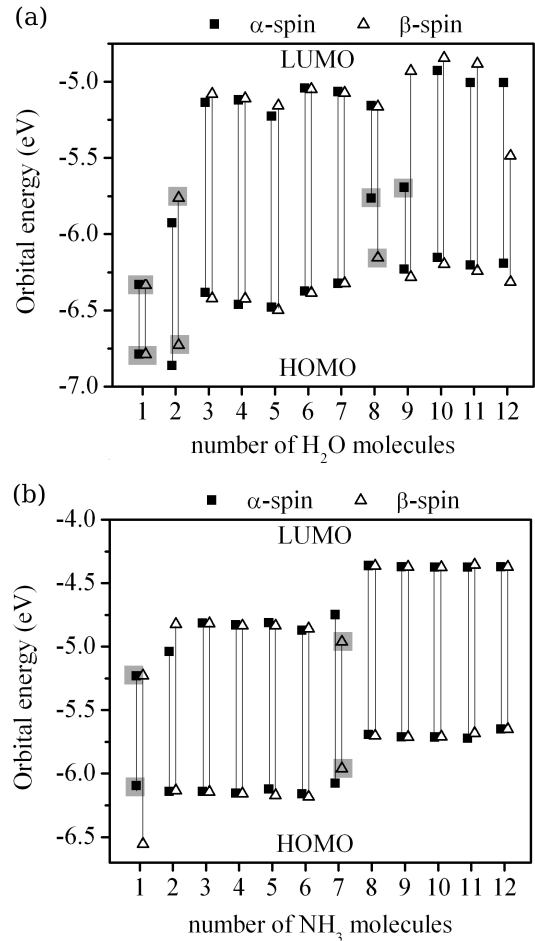 (a)
α-spin β-spin
LUMO
-5.0
-5.5
-6.0
-6.5
-7.0
Orbital energy (eV)
HOMO
1 2 3 4 5 6 7 8 9 10 11 12
number of H₂O molecules
(b)
α-spin β-spin
-4.0
LUMO
-4.5
-5.0
-5.5
-6.0
-6.5
Orbital energy (eV)
HOMO
1 2 3 4 5 6 7 8 9 10 11 12
number of NH₃ molecules